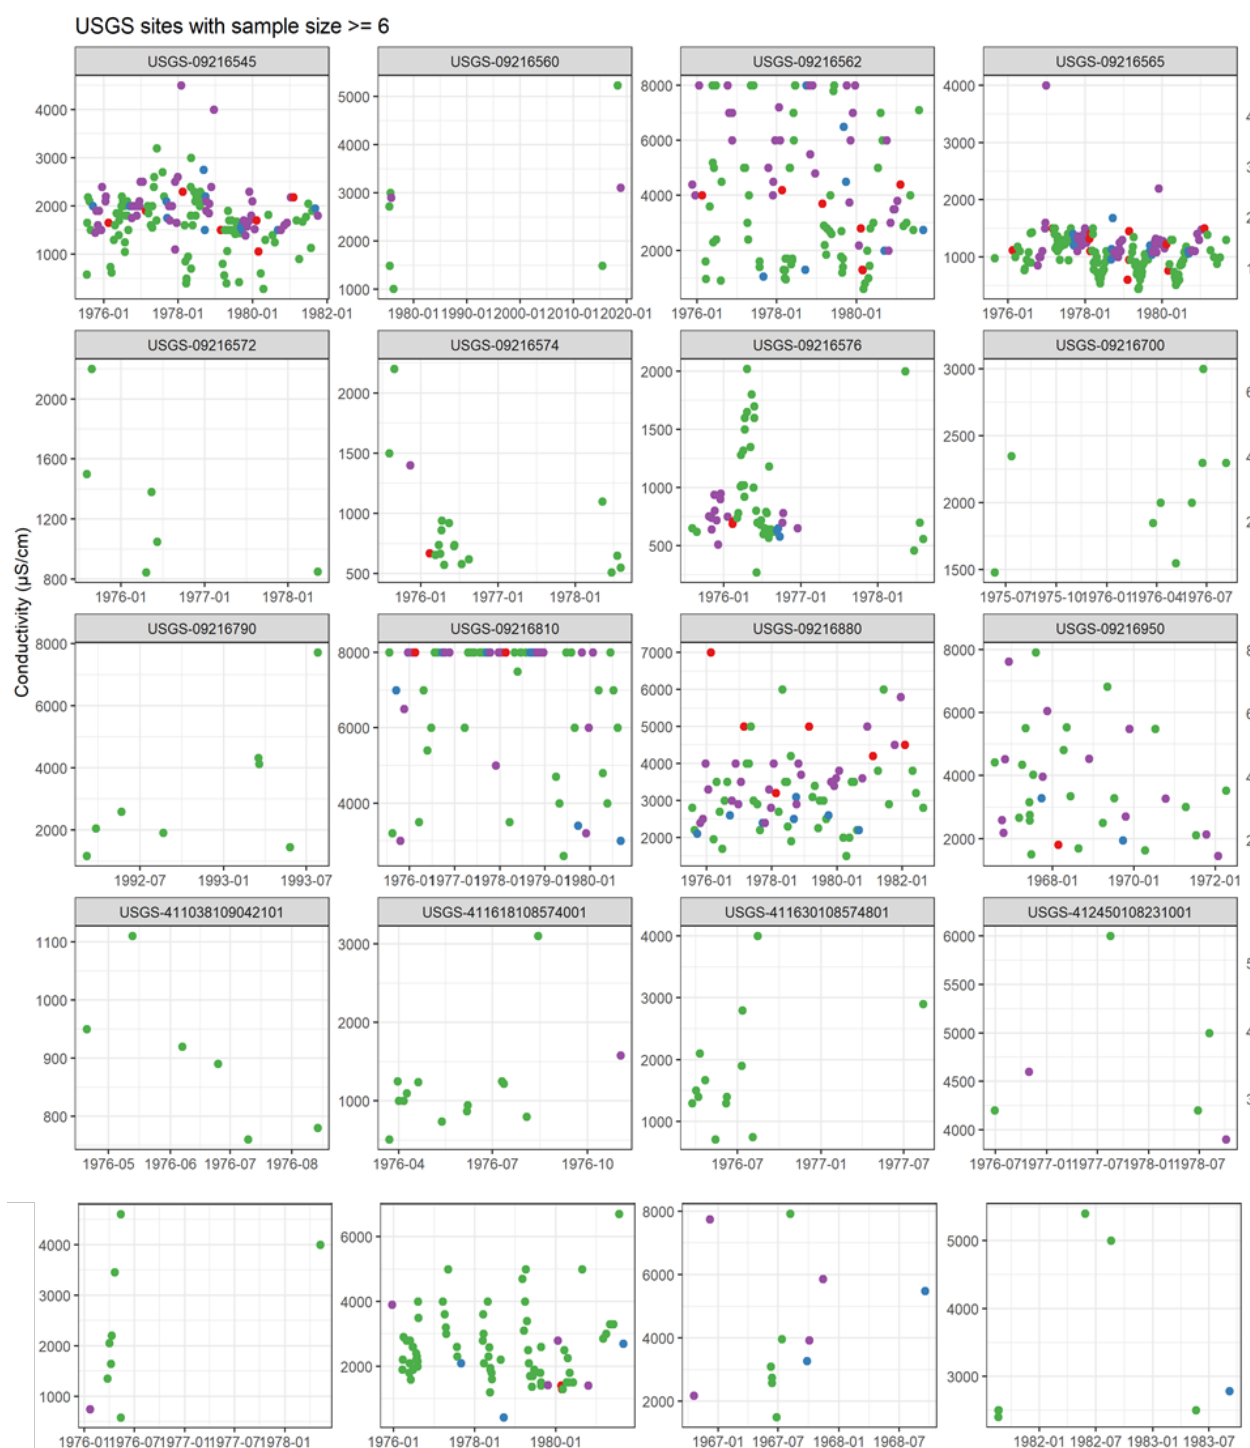 USGS sites with sample size >= 6
USGS-09216545
USGS-09216560
USGS-09216562
USGS-09216565
4000
3000
2000
1000
1976-01 1978-01 1980-01 1982-01
5000
4000
3000
2000
1000
1980-01 1990-01 2000-01 2010-01 2020-01
8000
6000
4000
2000
1976-01 1978-01 1980-01
4000
3000
2000
1000
1976-01 1978-01 1980-01
USGS-09216572
USGS-09216574
USGS-09216576
USGS-09216700
2000
1600
1200
800
1976-01 1977-01 1978-01
2000
1500
1000
500
1976-01 1977-01 1978-01
2000
1500
1000
500
1976-01 1977-01 1978-01
3000
2500
2000
1500
1975-07 1975-10 1976-01 1976-04 1976-07
Conductivity (µS/cm)
USGS-09216790
USGS-09216810
USGS-09216880
USGS-09216950
8000
6000
4000
2000
1992-07 1993-01 1993-07
8000
6000
4000
1976-01 1977-01 1978-01 1979-01 1980-01
7000
6000
5000
4000
3000
2000
1976-01 1978-01 1980-01 1982-01
8000
6000
4000
2000
1968-01 1970-01 1972-01
USGS-411038109042101
USGS-411618108574001
USGS-411630108574801
USGS-412450108231001
1100
1000
900
800
1976-05 1976-06 1976-07 1976-08
3000
2000
1000
1976-04 1976-07 1976-10
4000
3000
2000
1000
1976-07 1977-01 1977-07
6000
5500
5000
4500
4000
1976-07 1977-01 1977-07 1978-01 1978-07
4000
3000
2000
1000
1976-01 1976-07 1977-01 1977-07 1978-01
6000
4000
2000
1976-01 1978-01 1980-01
8000
6000
4000
2000
1967-01 1967-07 1968-01 1968-07
5000
4000
3000
1982-01 1982-07 1983-01 1983-07